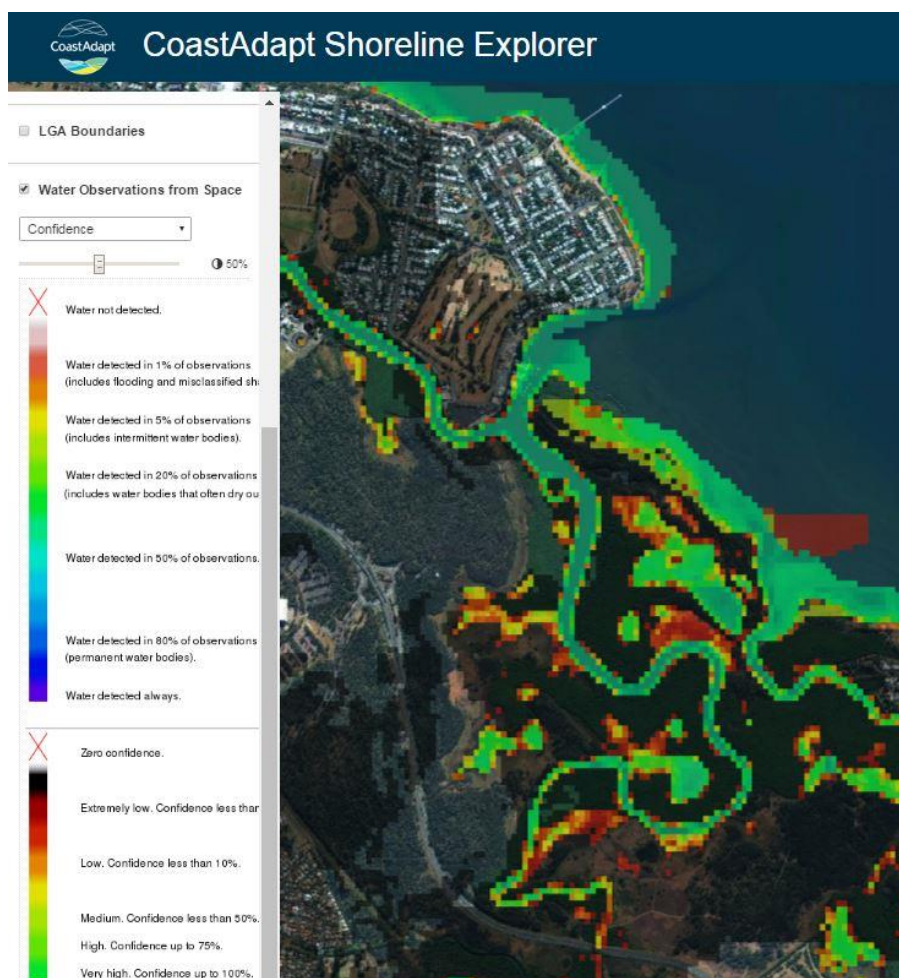 CoastAdapt
CoastAdapt Shoreline Explorer
LGA Boundaries
Water Observations from Space
Confidence
50%
Water not detected.
Water detected in 1% of observations
(includes flooding and misclassified
Water detected in 5% of observations
(includes intermittent water bodies).
Water detected in 20% of observations
(includes water bodies that often dry ou
Water detected in 50% of observations.
Water detected in 80% of observations
(permanent water bodies).
Water detected always.
Zero confidence.
Extremely low. Confidence less than
Low. Confidence less than 10%.
Medium. Confidence less than 50%.
High. Confidence up to 75%.
Very high. Confidence up to 100%.